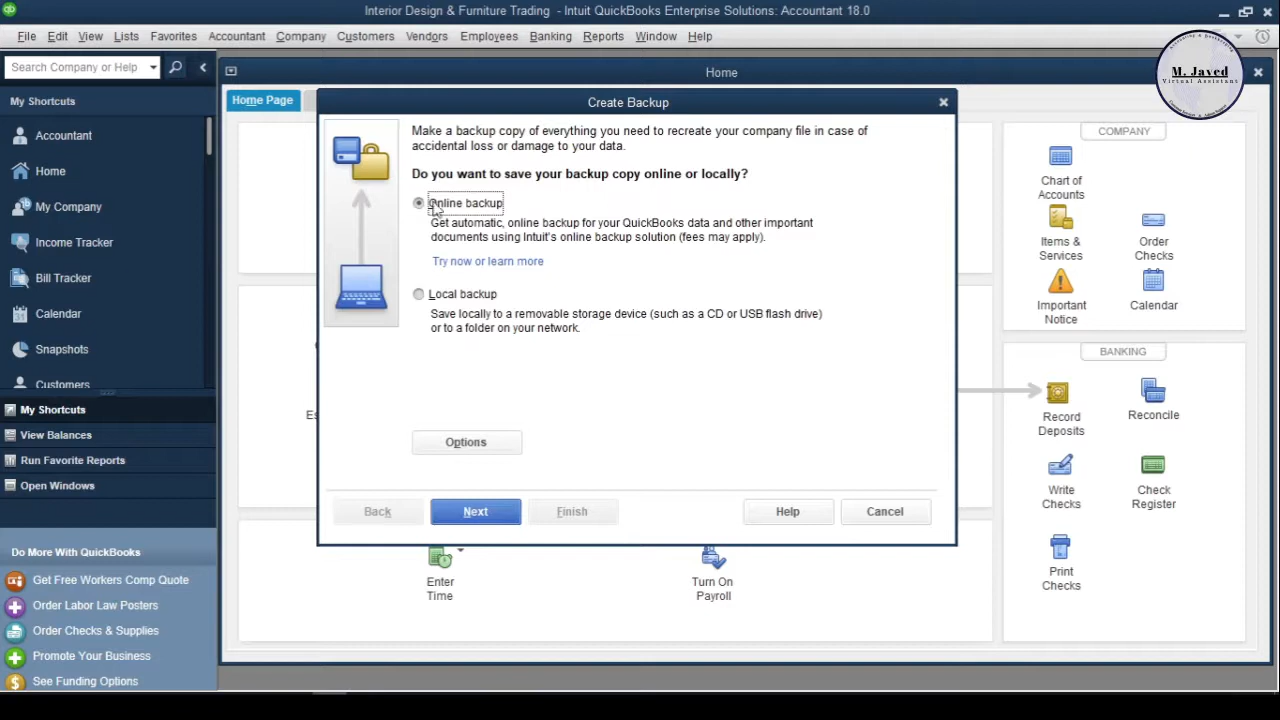 Interior Design & Furniture Trading - Intuit QuickBooks Enterprise Solutions: Accountant 18.0
File Edit View Lists Favorites Accountant Company Customers Vendors Employees Banking Reports Window Help
Search Company or Help
My Shortcuts
Accountant
Home
My Company
Income Tracker
Bill Tracker
Calendar
Snapshots
Customers
My Shortcuts
View Balances
Run Favorite Reports
Open Windows
Do More With QuickBooks
Get Free Workers Comp Quote
Order Labor Law Posters
Order Checks & Supplies
Promote Your Business
See Funding Options
Home
Home Page
Create Backup
Make a backup copy of everything you need to recreate your company file in case of
accidental loss or damage to your data.
Do you want to save your backup copy online or locally?
Online backup
Get automatic, online backup for your QuickBooks data and other important
documents using Intuit's online backup solution (fees may apply).
Try now or learn more
Local backup
Save locally to a removable storage device (such as a CD or USB flash drive)
or to a folder on your network.
Options
Back
Next
Finish
Help
Cancel
Es
Enter
Time
Turn On
Payroll
COMPANY
Chart of
Accounts
Items &
Services
Order
Checks
Important
Notice
Calendar
BANKING
Record
Deposits
Reconcile
Write
Checks
Check
Register
Print
Checks
M. Javed
Virtual Assistant